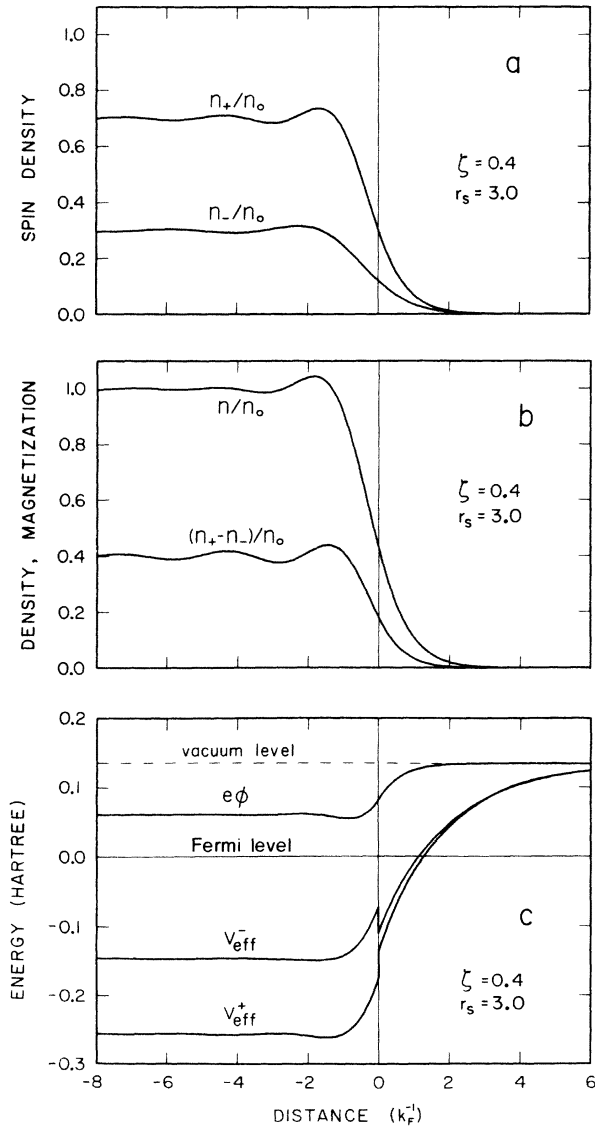 1.0
0.8
0.6
0.4
0.2
0.0
SPIN DENSITY
a
n₊/n₀
n₋/n₀
ζ = 0.4
rₛ = 3.0
1.0
0.8
0.6
0.4
0.2
0.0
DENSITY, MAGNETIZATION
b
n/n₀
(n₊-n₋)/n₀
ζ = 0.4
rₛ = 3.0
0.2
0.1
0.0
-0.1
-0.2
-0.3
ENERGY (HARTREE)
vacuum level
eϕ
Fermi level
c
V⁻eff
V⁺eff
ζ = 0.4
rₛ = 3.0
-8 -6 -4 -2 0 2 4 6
DISTANCE (k_F⁻¹)